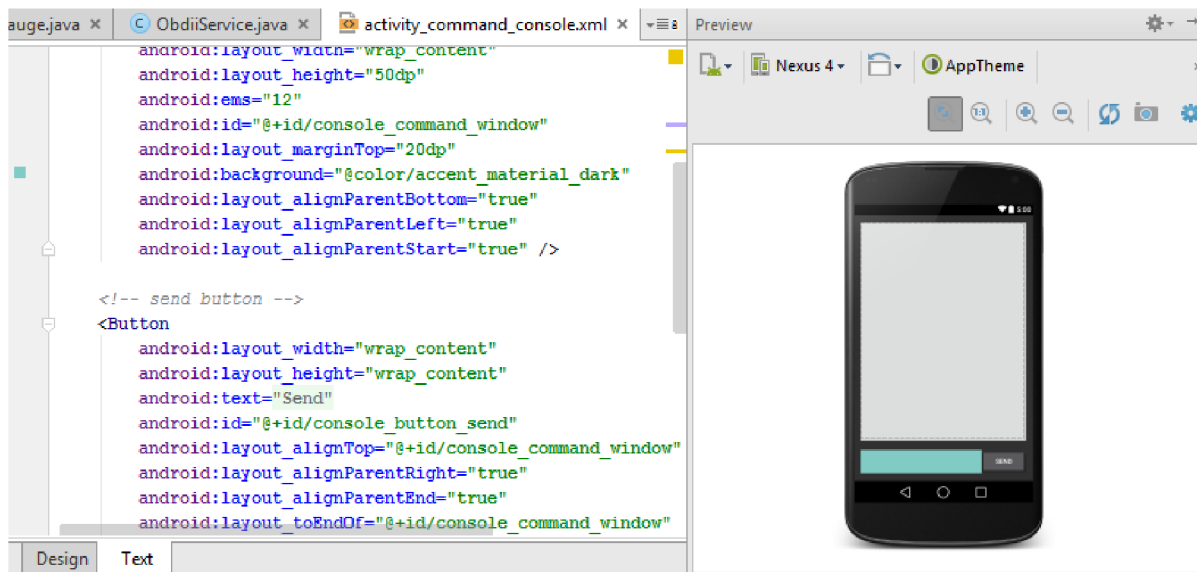 auge.java
ObdiiService.java
activity_command_console.xml
Preview
android:layout_width="wrap_content"
android:layout_height="50dp"
android:ems="12"
android:id="@+id/console_command_window"
android:layout_marginTop="20dp"
android:background="@color/accent_material_dark"
android:layout_alignParentBottom="true"
android:layout_alignParentLeft="true"
android:layout_alignParentStart="true" />
<!-- send button -->
<Button
android:layout_width="wrap_content"
android:layout_height="wrap_content"
android:text="Send"
android:id="@+id/console_button_send"
android:layout_alignTop="@+id/console_command_window"
android:layout_alignParentRight="true"
android:layout_alignParentEnd="true"
android:layout_toEndOf="@+id/console_command_window"
Design
Text
Nexus 4
AppTheme
5:00
SEND